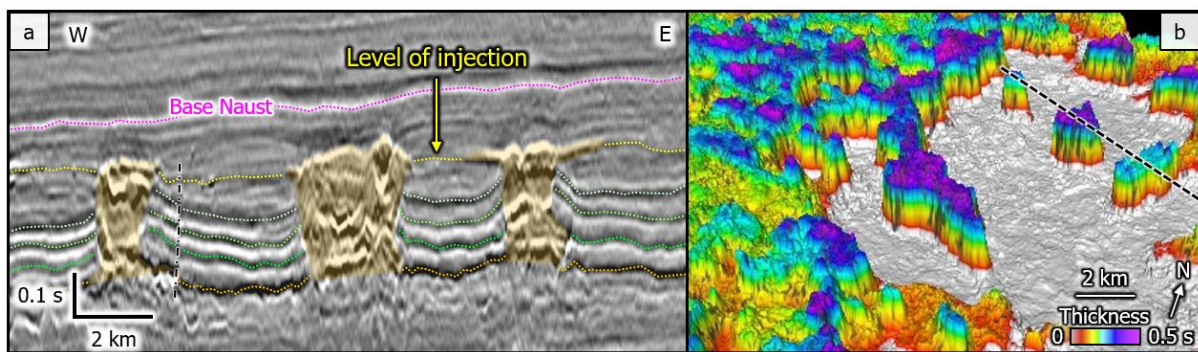 a
W
E
Level of injection
Base Naust
0.1 s
2 km
b
2 km
N
Thickness
0
0.5 s